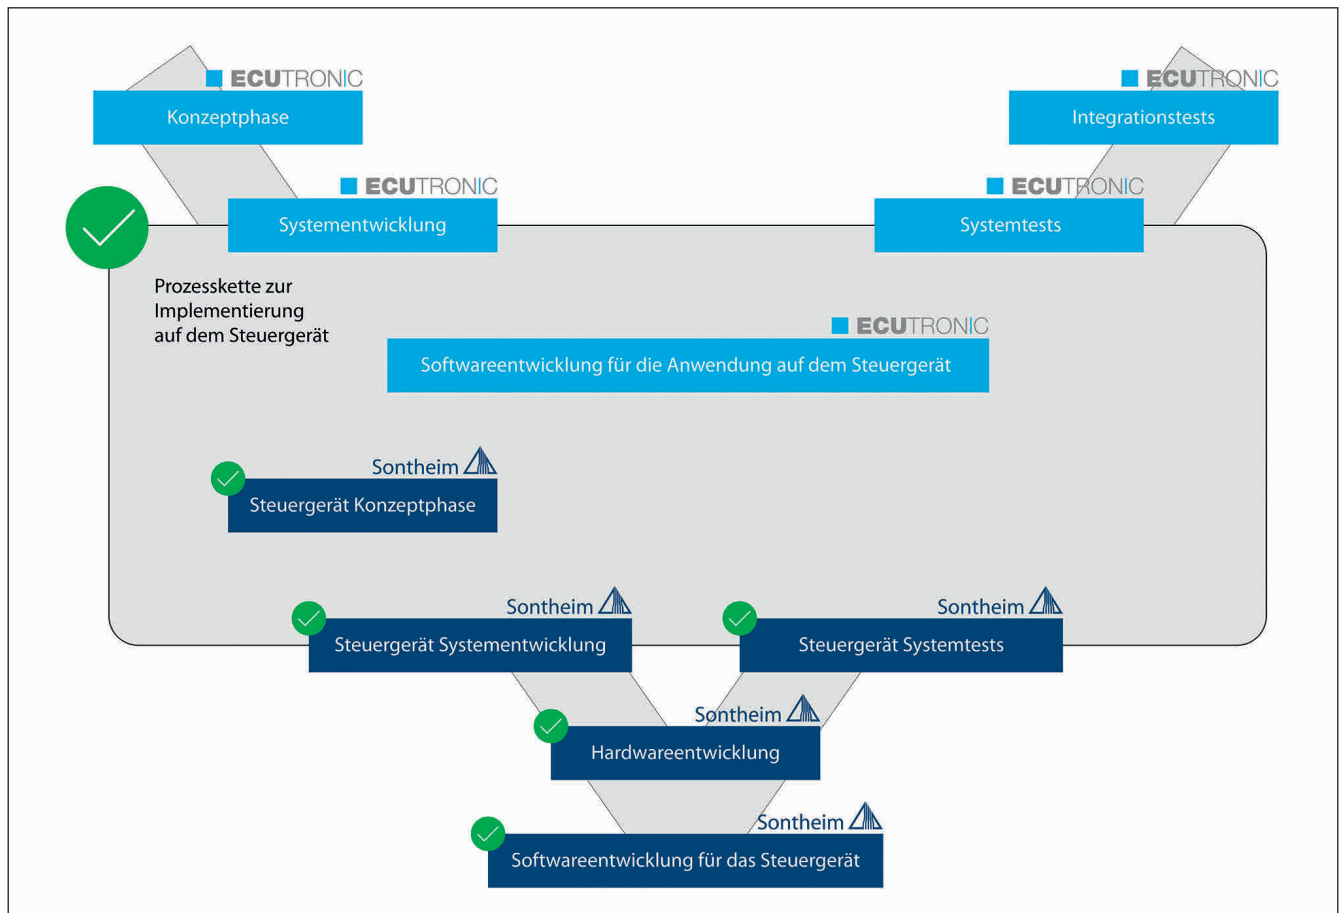 ECUTRONIC
Konzeptphase
ECUTRONIC
Integrationstests
ECUTRONIC
Systementwicklung
ECUTRONIC
Systemtests
Prozesskette zur
Implementierung
auf dem Steuergerät
ECUTRONIC
Softwareentwicklung für die Anwendung auf dem Steuergerät
Sontheim
Steuergerät Konzeptphase
Sontheim
Steuergerät Systementwicklung
Sontheim
Steuergerät Systemtests
Sontheim
Hardwareentwicklung
Sontheim
Softwareentwicklung für das Steuergerät